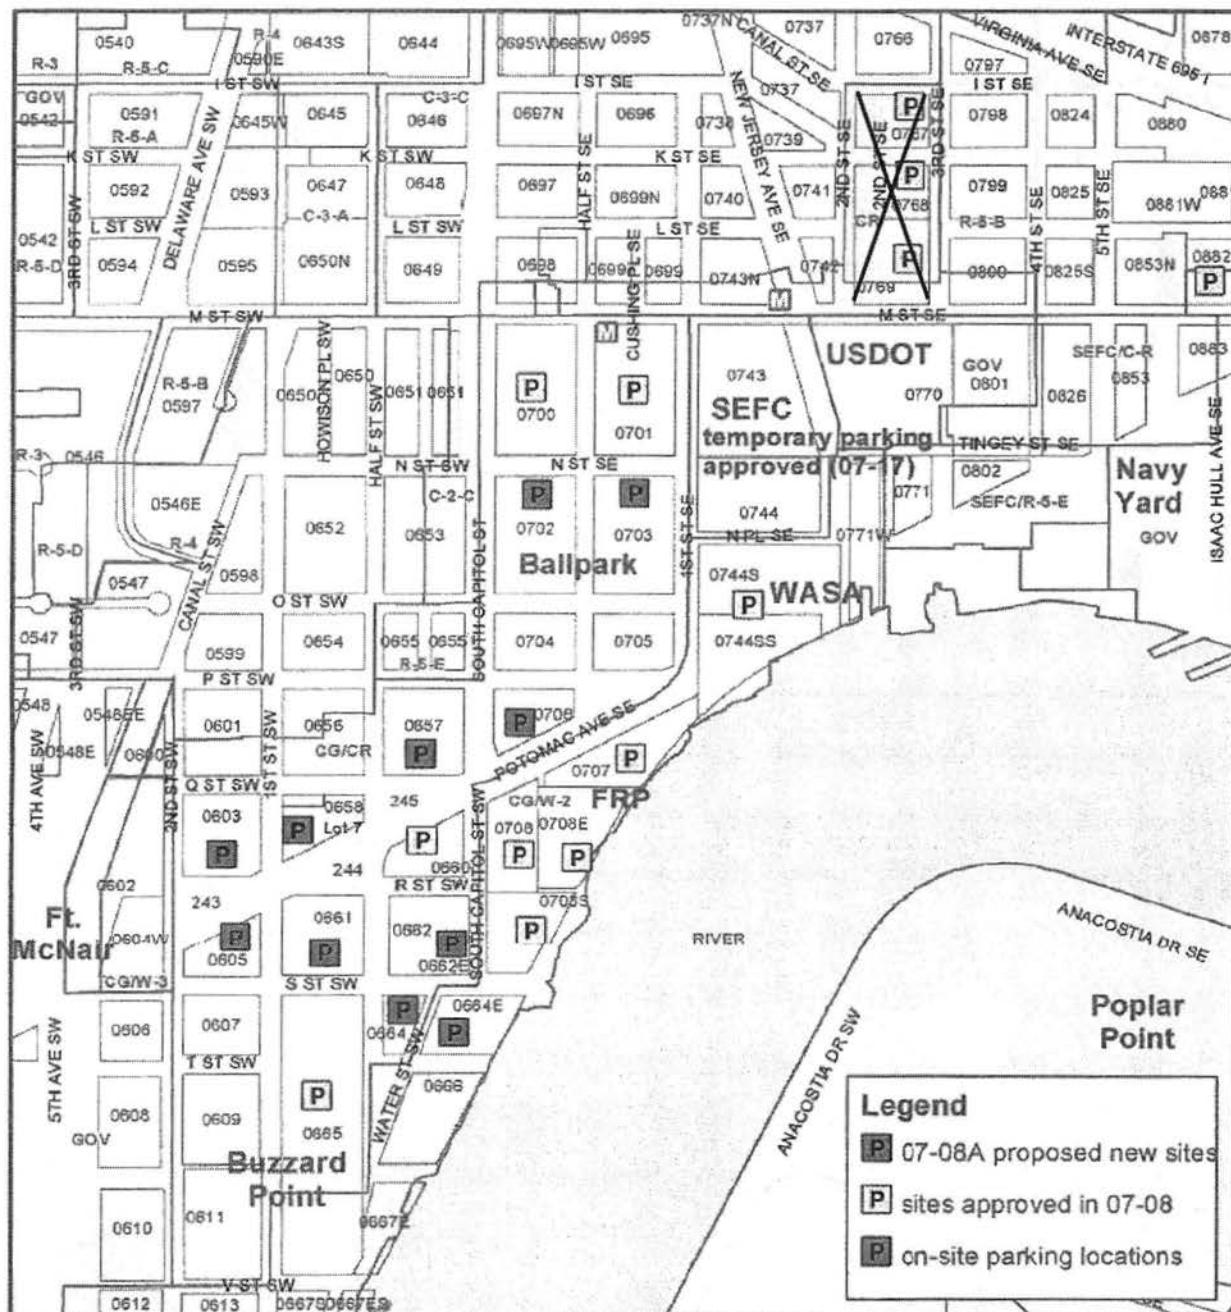 0540
R-4
0590E
0643S
0644
0695W
0695W
0695
0737N
0737
CANAL ST SE
0766
VIRGINIA AVE SE
INTERSTATE 695 I
0878
R-3
R-5-C
I ST SW
I ST SE
0797
I ST SE
GOV
0542
0591
R-5-A
0645W
0645
C-3-C
0646
0697N
0696
0738
0737
0739
NEW JERSEY AVE SE
P
0767
3RD ST SE
0798
0824
0880
K ST SW
K ST SW
K ST SE
K ST SE
DELAWARE AVE SW
3RD ST SW
0592
0593
0647
0648
0697
HALF ST SE
0699N
0740
0741
2ND ST SE
2ND ST SE
P
0768
0799
0825
5TH ST SE
0881W
088
L ST SW
C-3-A
L ST SW
L ST SE
CR
R-5-B
4TH ST SE
0542
R-5-D
0594
0595
0650N
0649
0698
0699
CUSHING PL SE
0743N
0742
M
P
0769
0800
0825S
0853N
0882
P
M ST SW
M ST SE
R-5-B
0597
0650
HOWISON PL SW
0650
HALF ST SW
0651
0651
P
0700
M
P
0701
0743
USDOT
0770
GOV
0801
0826
SEFC/C-R
0853
0883
SEFC
temporary parking
approved (07-17)
TINGEY ST SE
ISAAC HULL AVE SE
R-3
0546
N ST SW
N ST SE
0771
0802
SEFC/R-5-E
Navy
Yard
GOV
0546E
0652
C-2-C
0653
SOUTH CAPITOL ST
P
0702
P
0703
Ballpark
1ST ST SE
0744
N PL SE
0771W
R-5-D
R-4
CANAL ST SW
0598
0547
0744S
P
WASA
O ST SW
0547
3RD ST SW
0599
0654
0655
0655
R-5-E
0704
0705
0744SS
P ST SW
0548
0548EE
0548E
0600
0601
1ST ST SW
0656
CG/CR
0657
P
P
0706
POTOMAC AVE SE
4TH AVE SW
2ND ST SW
Q ST SW
0707
P
FRP
0603
P
P
0658
Lot 7
245
P
0660
SOUTH CAPITOL ST SW
CG/W-2
0708
P
0708E
P
244
R ST SW
0602
243
Ft.
McNair
0604W
CG/W-3
P
0605
0661
P
0662
P
0662E
0708S
P
RIVER
ANACOSTIA DR SE
S ST SW
0606
0607
P
0664
0664E
P
Poplar
Point
ANACOSTIA DR SW
5TH AVE SW
T ST SW
0608
GOV
0609
P
0665
WATER ST SW
0666
Buzzard
Point
0610
0611
0667E
V ST SW
0612
0613
0667S
0667ES
Legend
P 07-08A proposed new sites
P sites approved in 07-08
P on-site parking locations